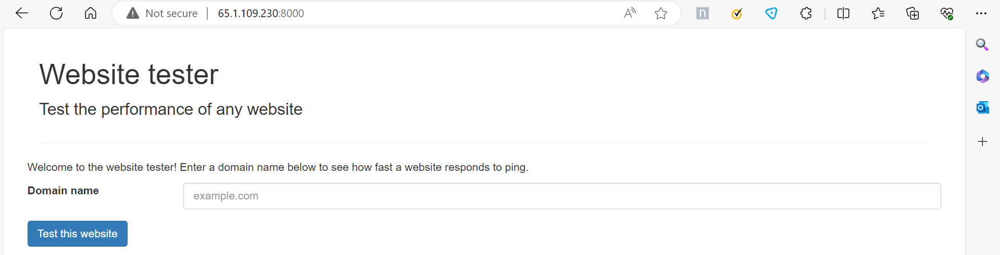 Not secure | 65.1.109.230:8000
Website tester
Test the performance of any website
Welcome to the website tester! Enter a domain name below to see how fast a website responds to ping.
Domain name
example.com
Test this website